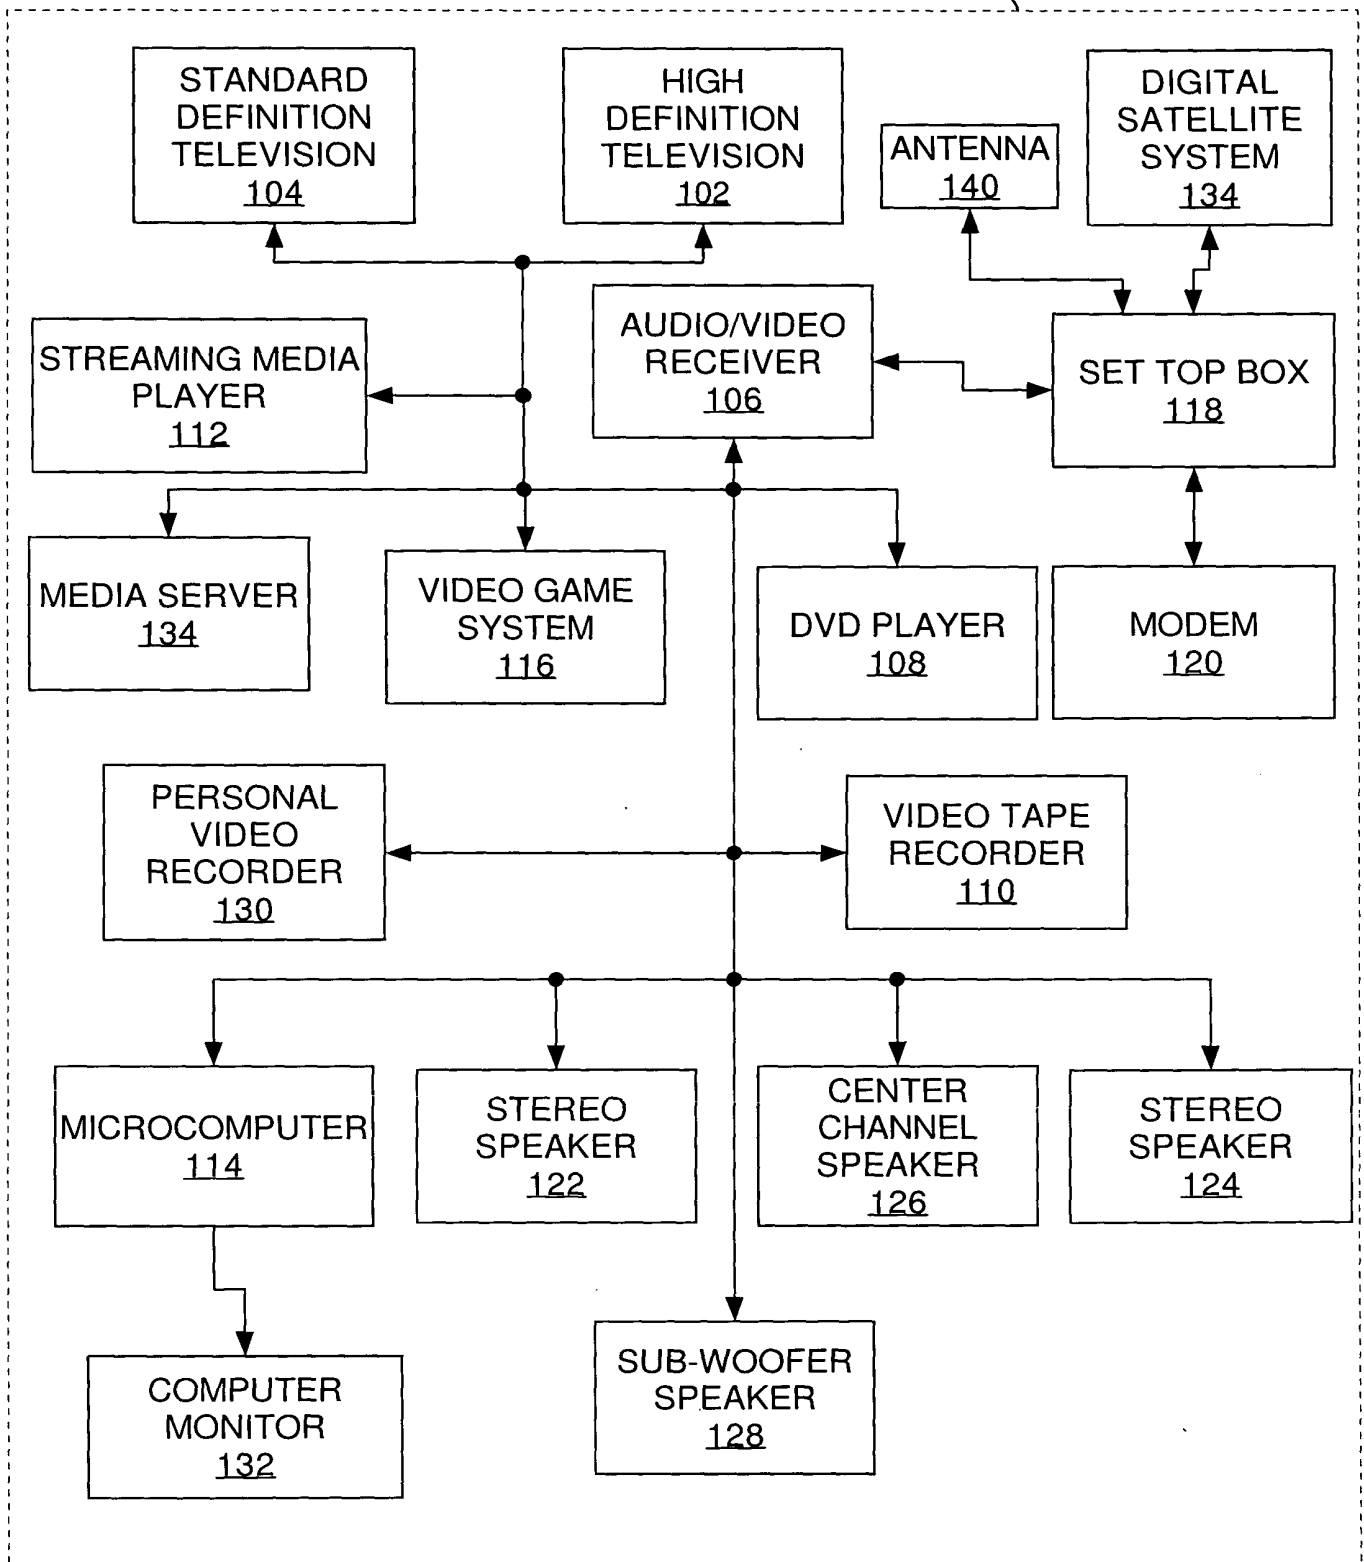 STANDARD
DEFINITION
TELEVISION
104
HIGH
DEFINITION
TELEVISION
102
ANTENNA
140
DIGITAL
SATELLITE
SYSTEM
134
STREAMING MEDIA
PLAYER
112
AUDIO/VIDEO
RECEIVER
106
SET TOP BOX
118
MEDIA SERVER
134
VIDEO GAME
SYSTEM
116
DVD PLAYER
108
MODEM
120
PERSONAL
VIDEO
RECORDER
130
VIDEO TAPE
RECORDER
110
MICROCOMPUTER
114
STEREO
SPEAKER
122
CENTER
CHANNEL
SPEAKER
126
STEREO
SPEAKER
124
COMPUTER
MONITOR
132
SUB-WOOFER
SPEAKER
128